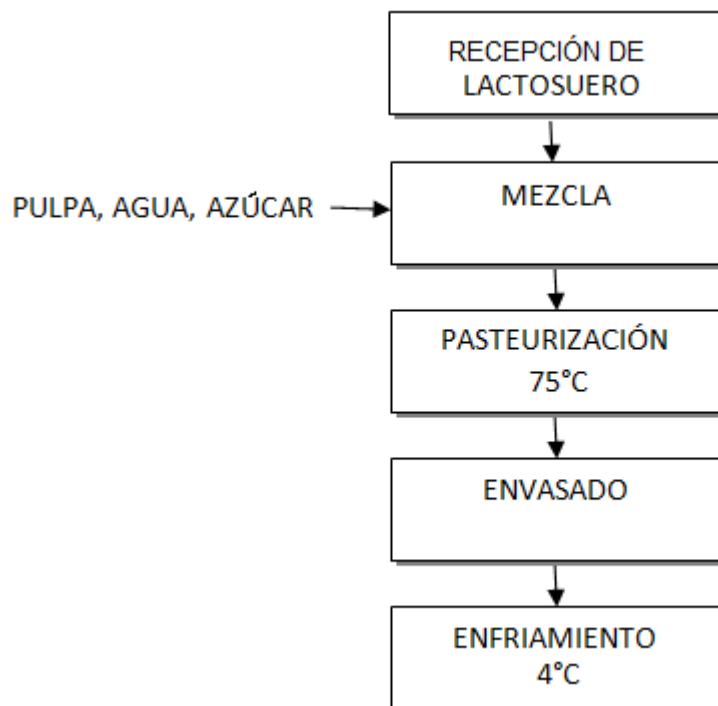 RECEPCIÓN DE
LACTOSUERO
MEZCLA
PULPA, AGUA, AZÚCAR
PASTEURIZACIÓN
75°C
ENVASADO
ENFRIAMIENTO
4°C